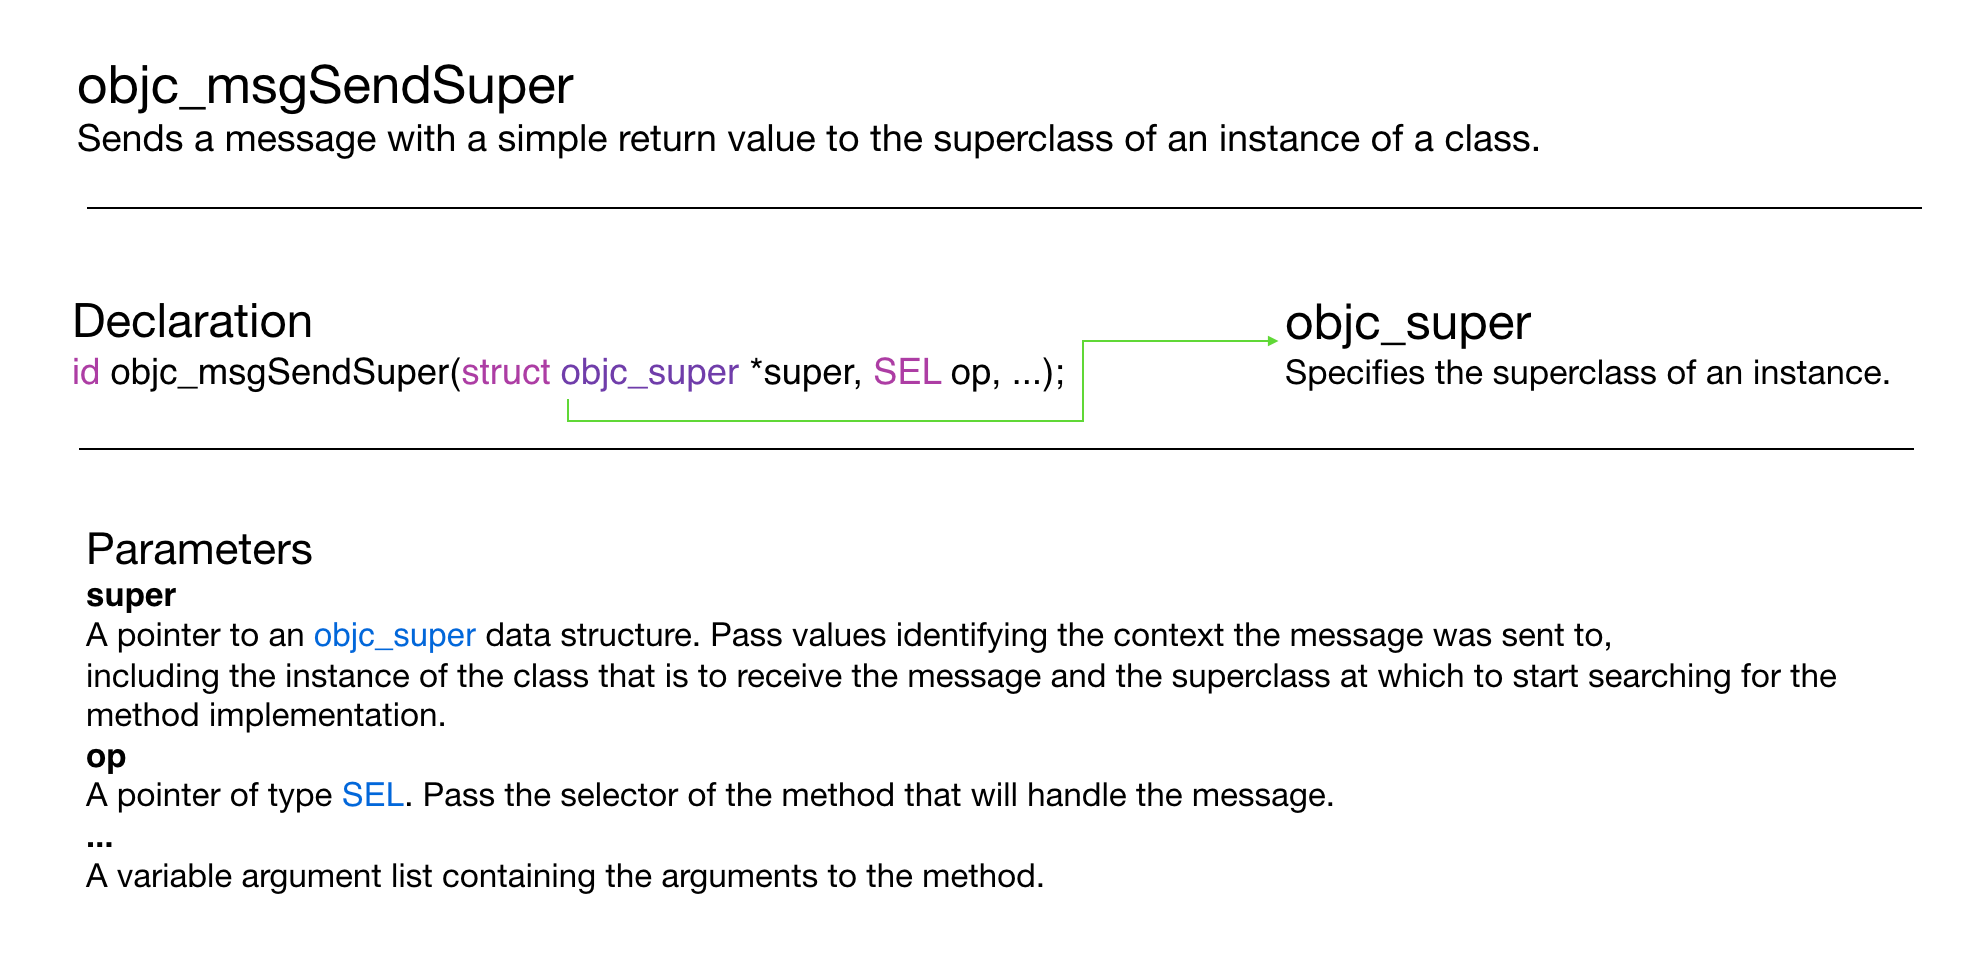 objc_msgSendSuper
Sends a message with a simple return value to the superclass of an instance of a class.
Declaration
id objc_msgSendSuper(struct objc_super *super, SEL op, ...);
objc_super
Specifies the superclass of an instance.
Parameters
super
A pointer to an objc_super data structure. Pass values identifying the context the message was sent to,
including the instance of the class that is to receive the message and the superclass at which to start searching for the
method implementation.
op
A pointer of type SEL. Pass the selector of the method that will handle the message.
...
A variable argument list containing the arguments to the method.